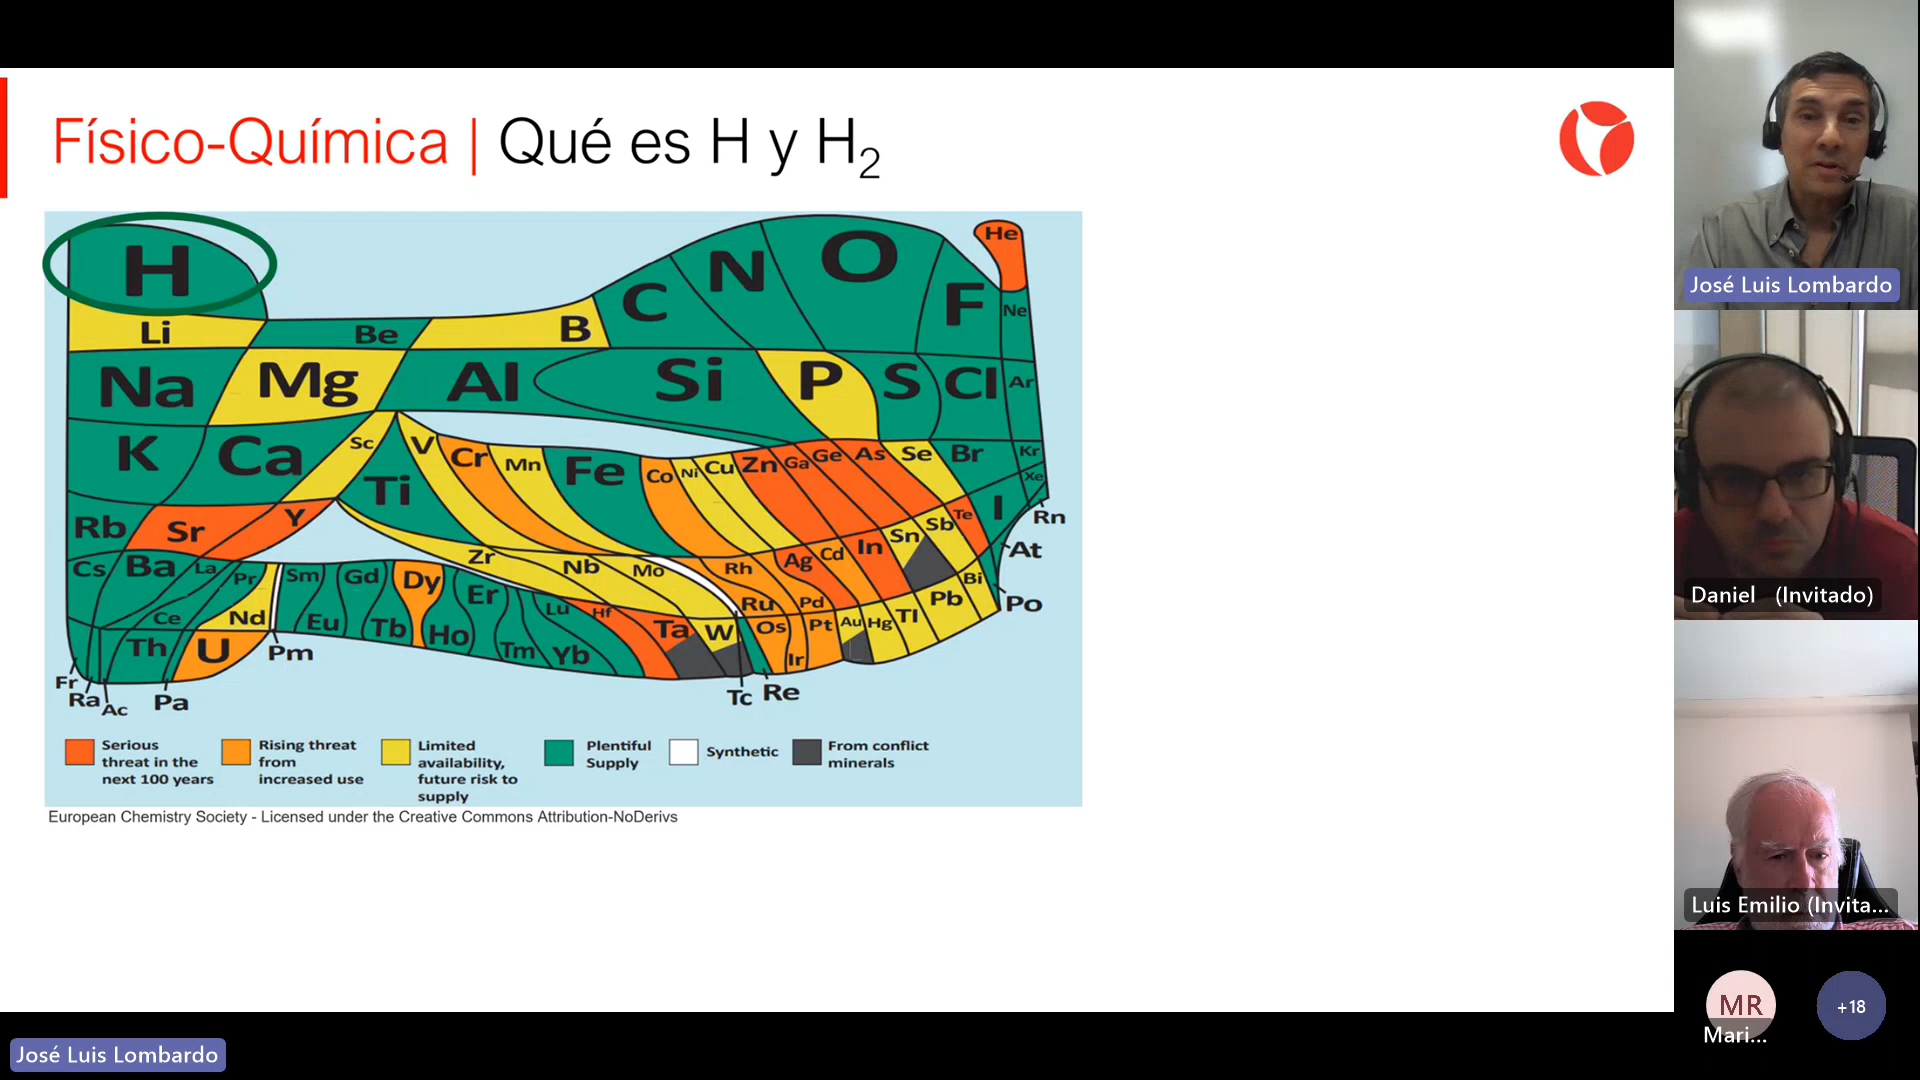 Físico-Química | Qué es H y H2
H
He
N
O
C
F
Ne
Li
Be
B
Na
Mg
Al
Si
P
S
Cl
Ar
K
Ca
Sc
Ti
V
Cr
Mn
Fe
Co
Ni
Cu
Zn
Ga
Ge
As
Se
Br
Kr
Xe
Rb
Sr
Y
Zr
Nb
Mo
Rh
Ag
Cd
In
Sn
Sb
Te
I
Rn
At
Cs
Ba
La
Ce
Pr
Nd
Sm
Eu
Gd
Tb
Dy
Ho
Er
Tm
Yb
Lu
Hf
Ta
W
Ru
Pd
Os
Ir
Pt
Au
Hg
Tl
Pb
Bi
Po
Th
U
Pm
Fr
Ra
Ac
Pa
Tc
Re
Serious
threat in the
next 100 years
Rising threat
from
increased use
Limited
availability,
future risk to
supply
Plentiful
Supply
Synthetic
From conflict
minerals
European Chemistry Society - Licensed under the Creative Commons Attribution-NoDerivs
José Luis Lombardo
Daniel (Invitado)
Luis Emilio (Invita...
MR
Mari...
+18
José Luis Lombardo